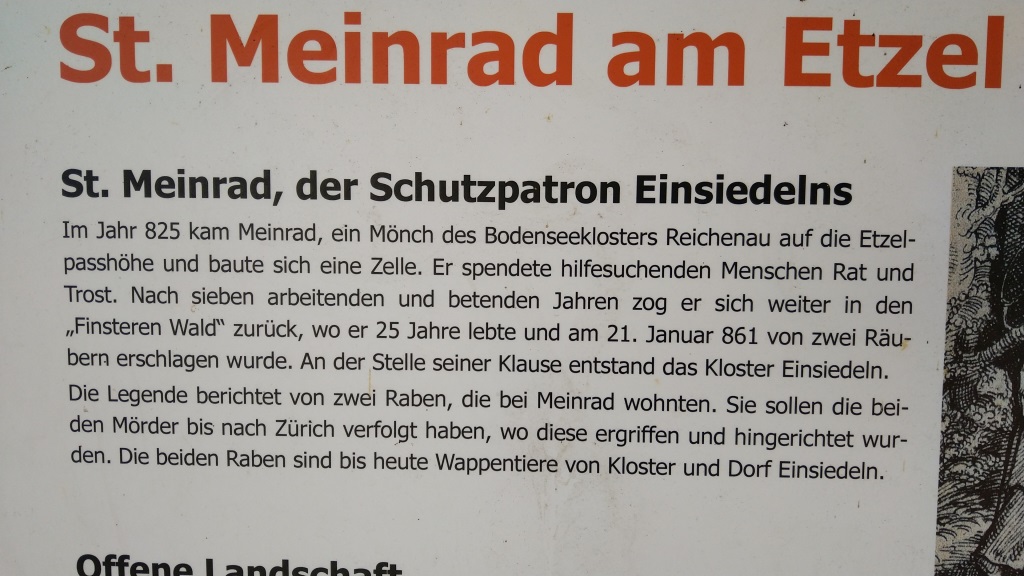 St. Meinrad am Etzel
St. Meinrad, der Schutzpatron Einsiedelns
Im Jahr 825 kam Meinrad, ein Mönch des Bodenseeklosters Reichenau auf die Etzel-
passhöhe und baute sich eine Zelle. Er spendete hilfesuchenden Menschen Rat und
Trost. Nach sieben arbeitenden und betenden Jahren zog er sich weiter in den
„Finsteren Wald“ zurück, wo er 25 Jahre lebte und am 21. Januar 861 von zwei Räu-
bern erschlagen wurde. An der Stelle seiner Klause entstand das Kloster Einsiedeln.
Die Legende berichtet von zwei Raben, die bei Meinrad wohnten. Sie sollen die bei-
den Mörder bis nach Zürich verfolgt haben, wo diese ergriffen und hingerichtet wur-
den. Die beiden Raben sind bis heute Wappentiere von Kloster und Dorf Einsiedeln.
Offene Landschaft